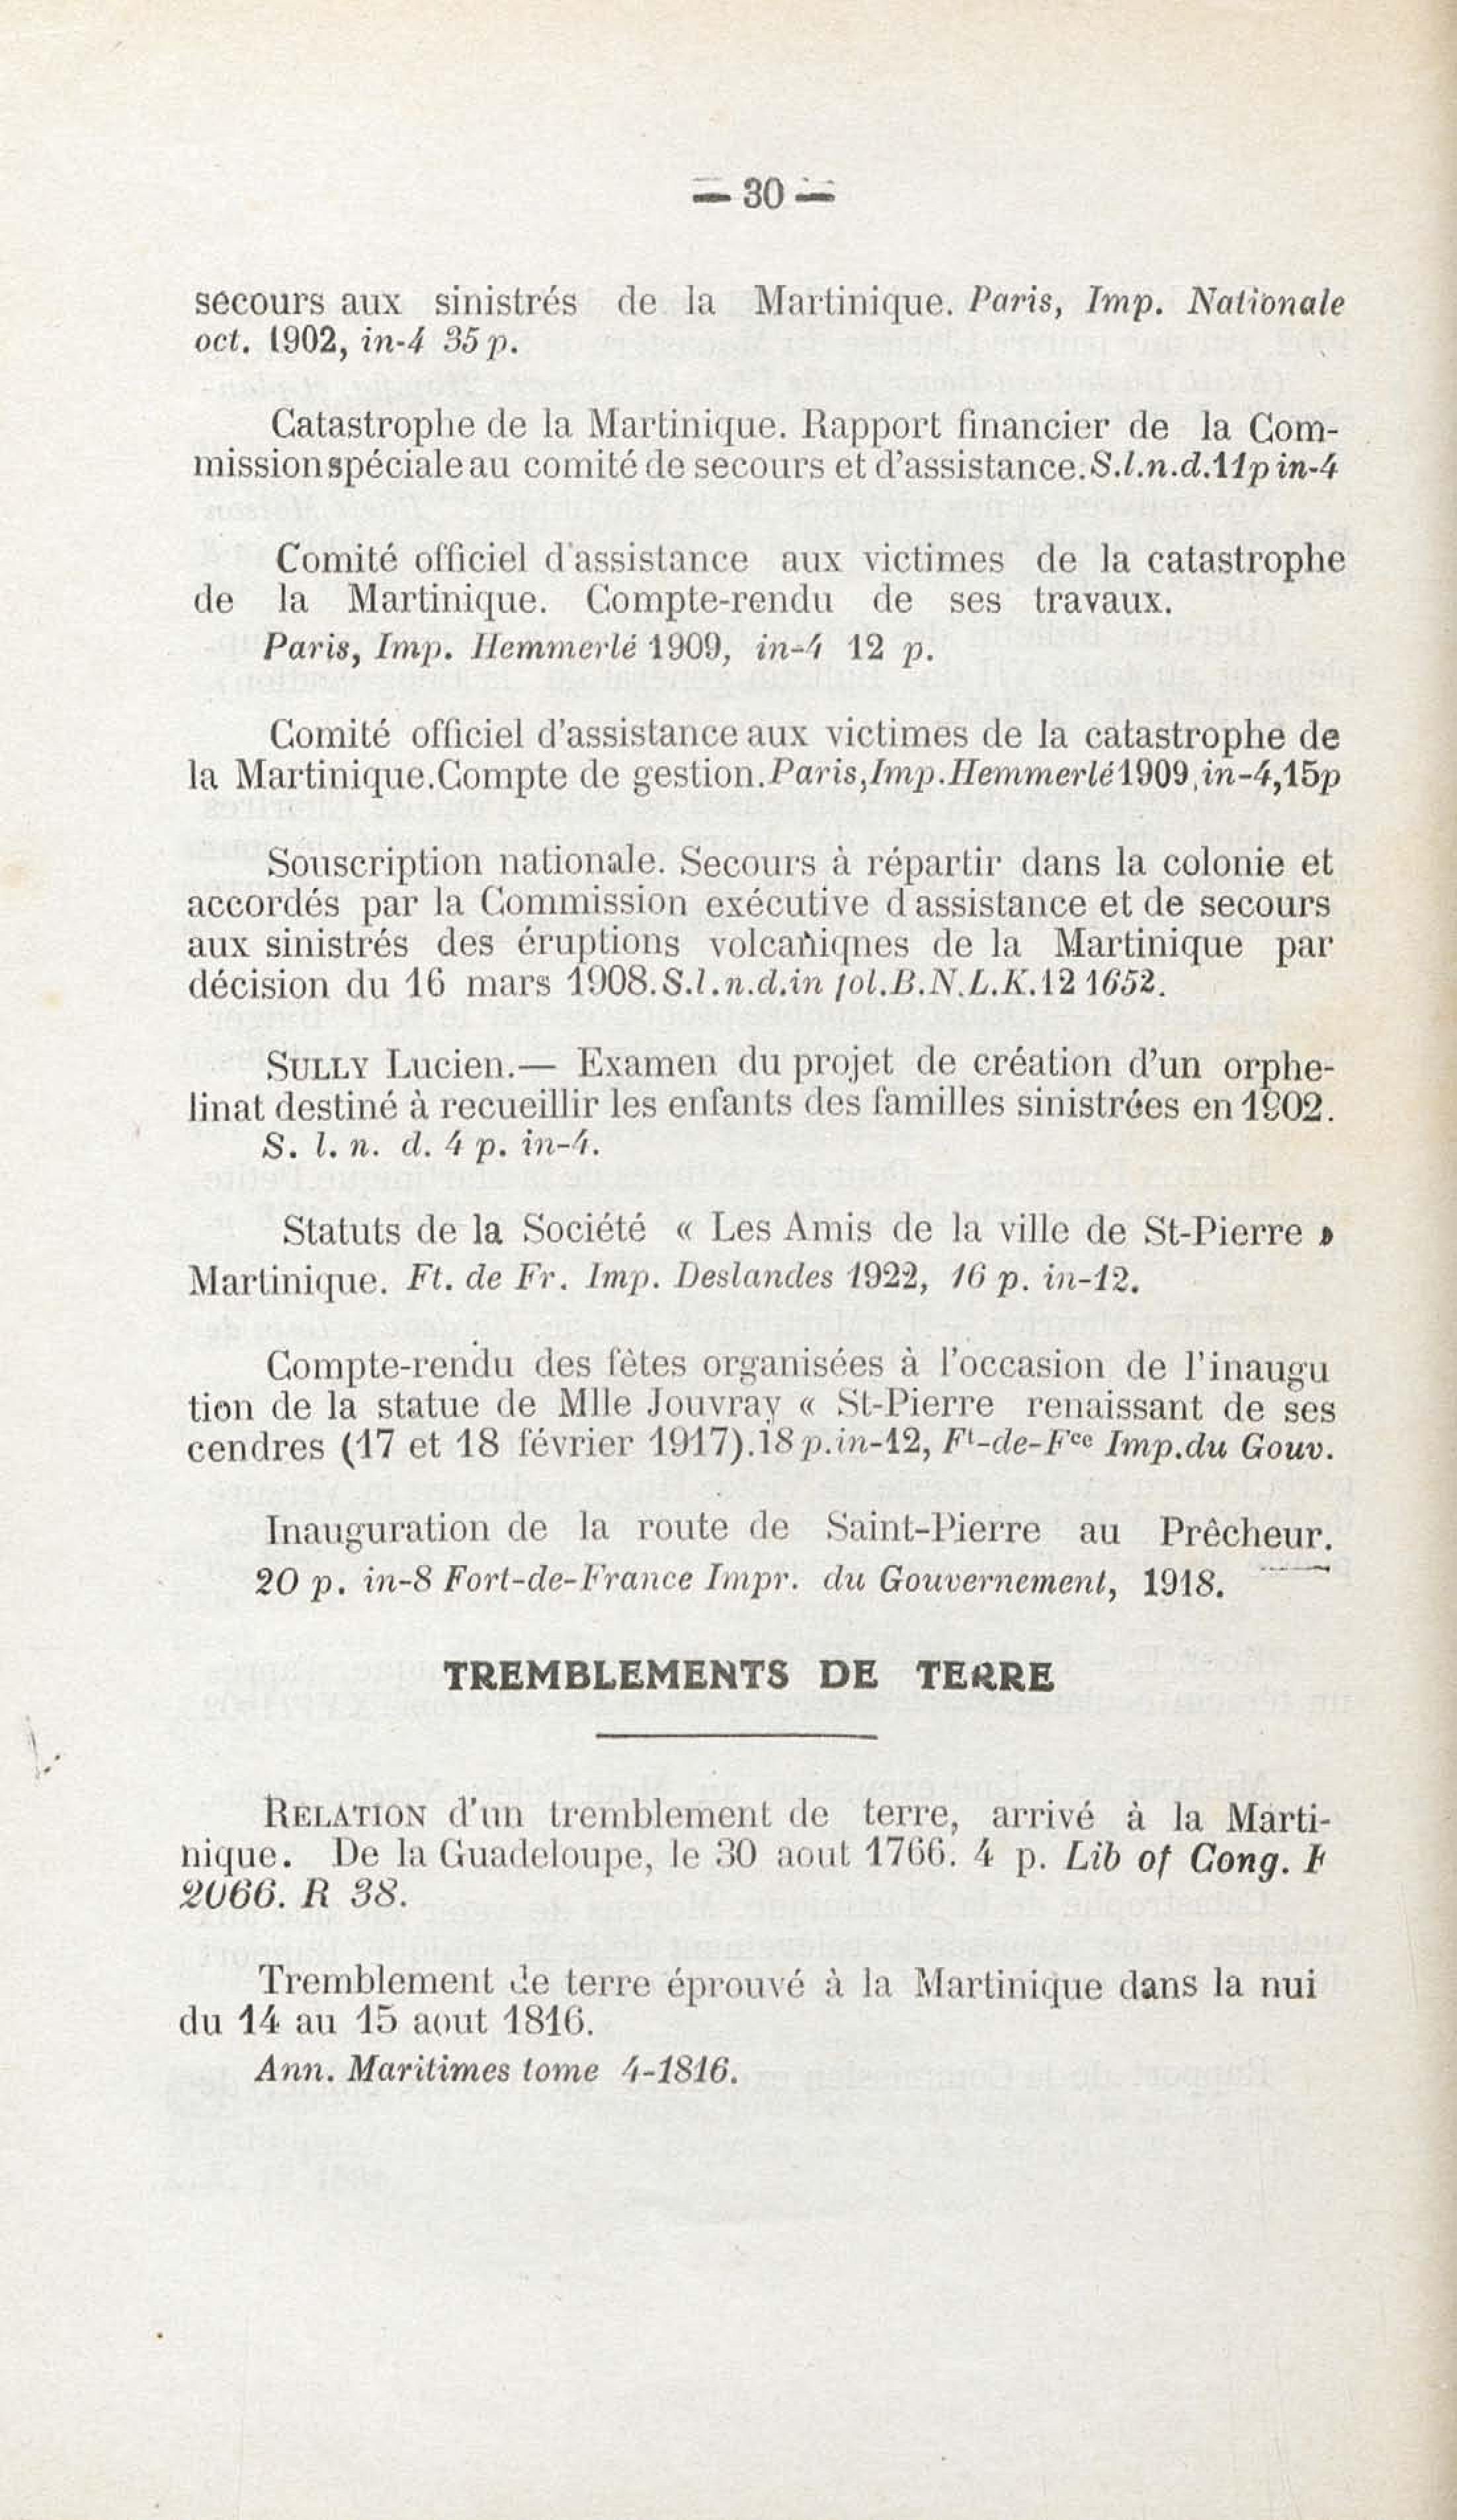 — 30 —
secours aux sinistrés de la Martinique. Paris, Imp. Nationale
oct. 1902, in-4 35 p.
Catastrophe de la Martinique. Rapport financier de la Com-
mission spéciale au comité de secours et d'assistance. S.l.n.d. 11p in-4
Comité officiel d'assistance aux victimes de la catastrophe
de la Martinique. Compte-rendu de ses travaux.
Paris, Imp. Hemmerlé 1909, in-4 12 p.
Comité officiel d'assistance aux victimes de la catastrophe de
la Martinique. Compte de gestion. Paris, Imp. Hemmerlé 1909, in-4, 15p
Souscription nationale. Secours à répartir dans la colonie et
accordés par la Commission exécutive d assistance et de secours
aux sinistrés des éruptions volcaniqnes de la Martinique par
décision du 16 mars 1908. S.l.n.d. in fol. B.N.L.K. 12 1652.
SULLY Lucien.— Examen du projet de création d'un orphe-
linat destiné à recueillir les enfants des familles sinistrées en 1902.
S. l. n. d. 4 p. in-4.
Statuts de la Société « Les Amis de la ville de St-Pierre »
Martinique. Ft. de Fr. Imp. Deslandes 1922, 16 p. in-12.
Compte-rendu des fêtes organisées à l'occasion de l'inaugu
tion de la statue de Mlle Jouvray « St-Pierre renaissant de ses
cendres (17 et 18 février 1917). 18 p. in-12, Ft-de-Fce Imp. du Gouv.
Inauguration de la route de Saint-Pierre au Prêcheur.
20 p. in-8 Fort-de-France Impr. du Gouvernement, 1918.
TREMBLEMENTS DE TERRE
RELATION d'un tremblement de terre, arrivé à la Marti-
nique. De la Guadeloupe, le 30 aout 1766. 4 p. Lib of Cong. F
2066. R 38.
Tremblement de terre éprouvé à la Martinique dans la nui
du 14 au 15 aout 1816.
Ann. Maritimes tome 4-1816.